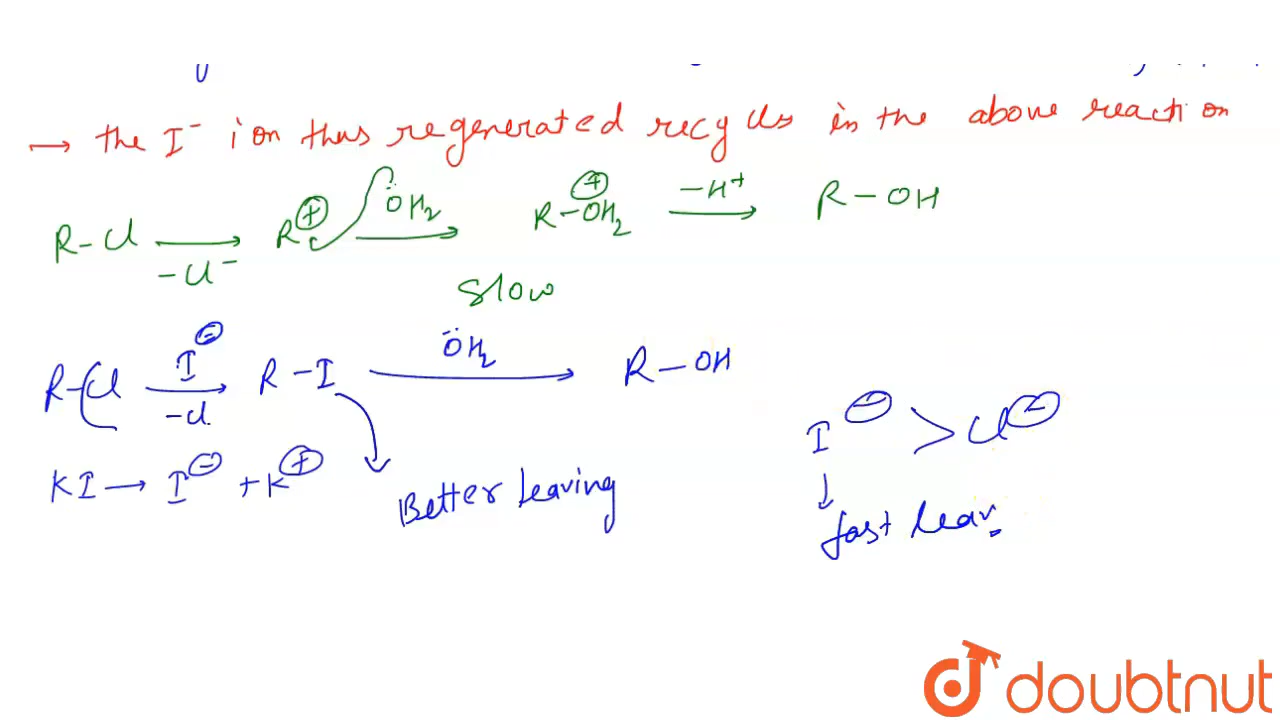 → the I⁻ ion thus regenerated recycles in the above reaction
R-Cl →(-Cl⁻) R⊕ →(ÖH₂) R-OH₂⊕ →(-H⁺) R-OH
Slow
R-Cl →(I⊖, -Cl) R-I →(ÖH₂) R-OH
KI → I⊖ + K⊕
Better Leaving
I⊖ > Cl⊖
↓
fast leav
doubtnut